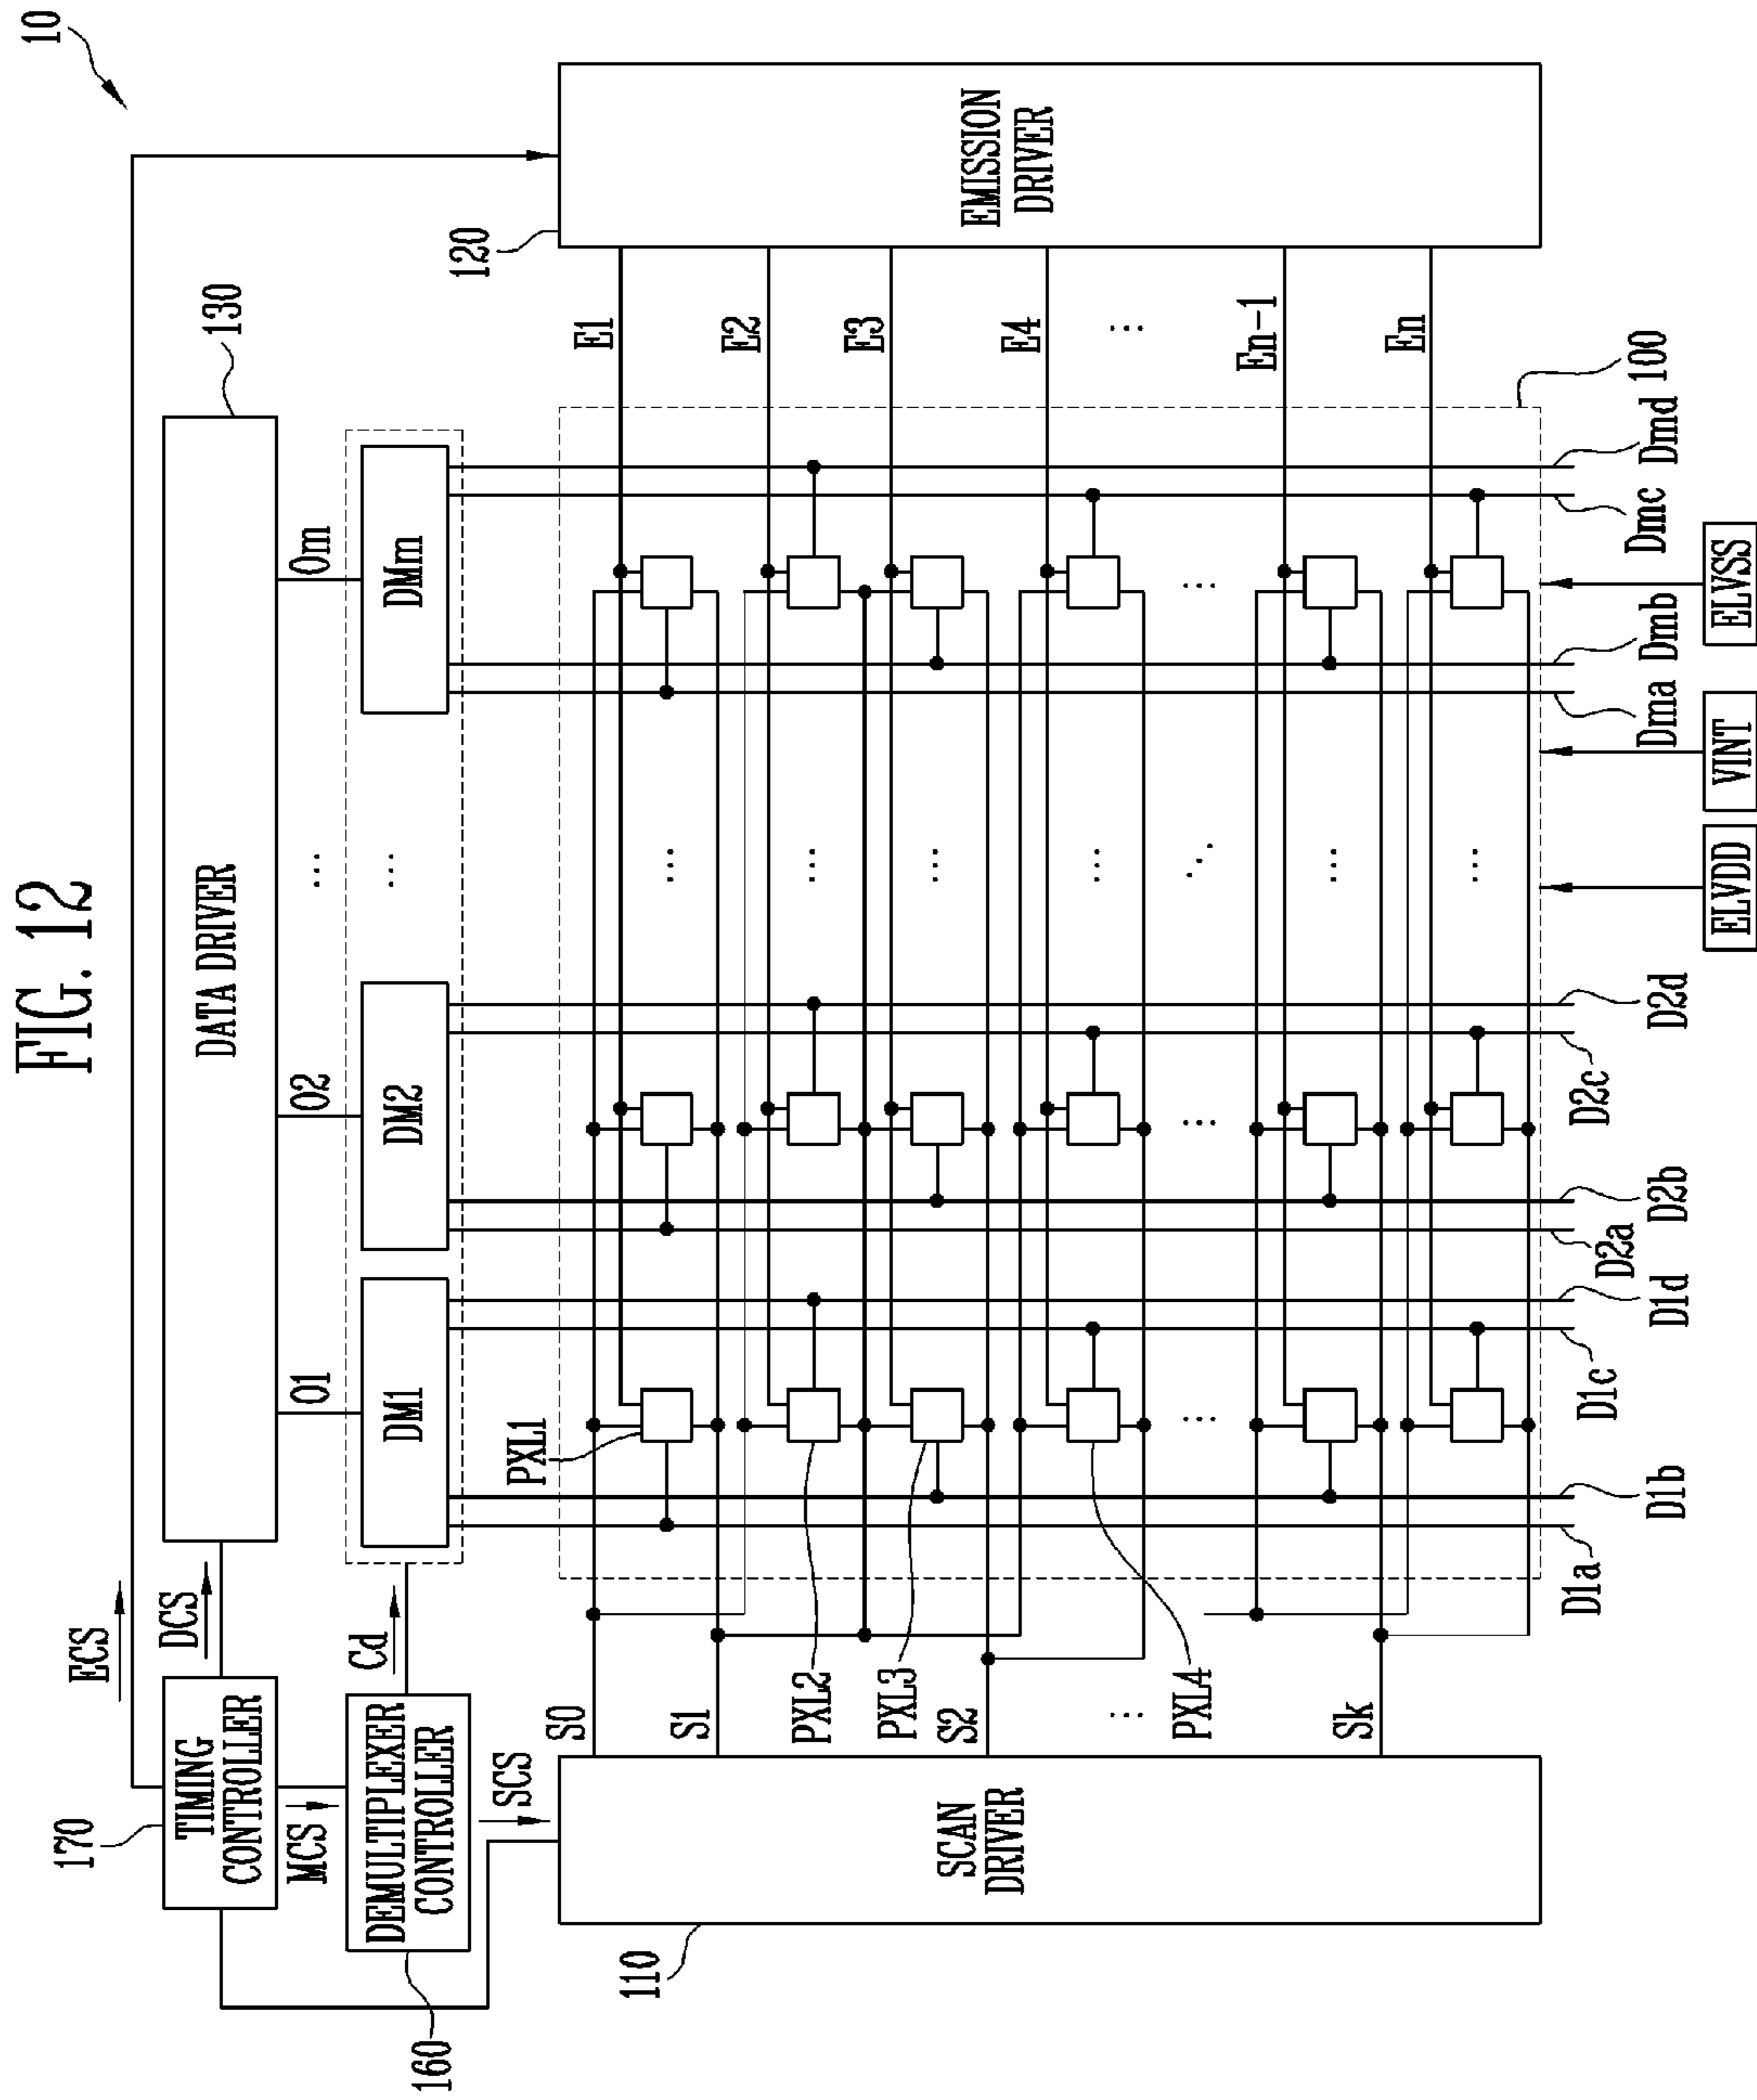 FIG. 12
10
ECS
170
TIMING
CONTROLLER
DCS
DATA DRIVER
130
MCS
O1
O2
...
Om
DEMULTIPLEXER
CONTROLLER
160
Cd
DM1
DM2
...
DMm
SCS
120
110
SCAN
DRIVER
EMISSION
DRIVER
S0
PXL1
E1
S1
E2
PXL2
E3
PXL3
S2
E4
...
...
PXL4
En-1
Sk
En
100
D1a
D1b
D1c
D1d
D2a
D2b
D2c
D2d
Dma
Dmb
Dmc
Dmd
ELVDD
VINT
ELVSS